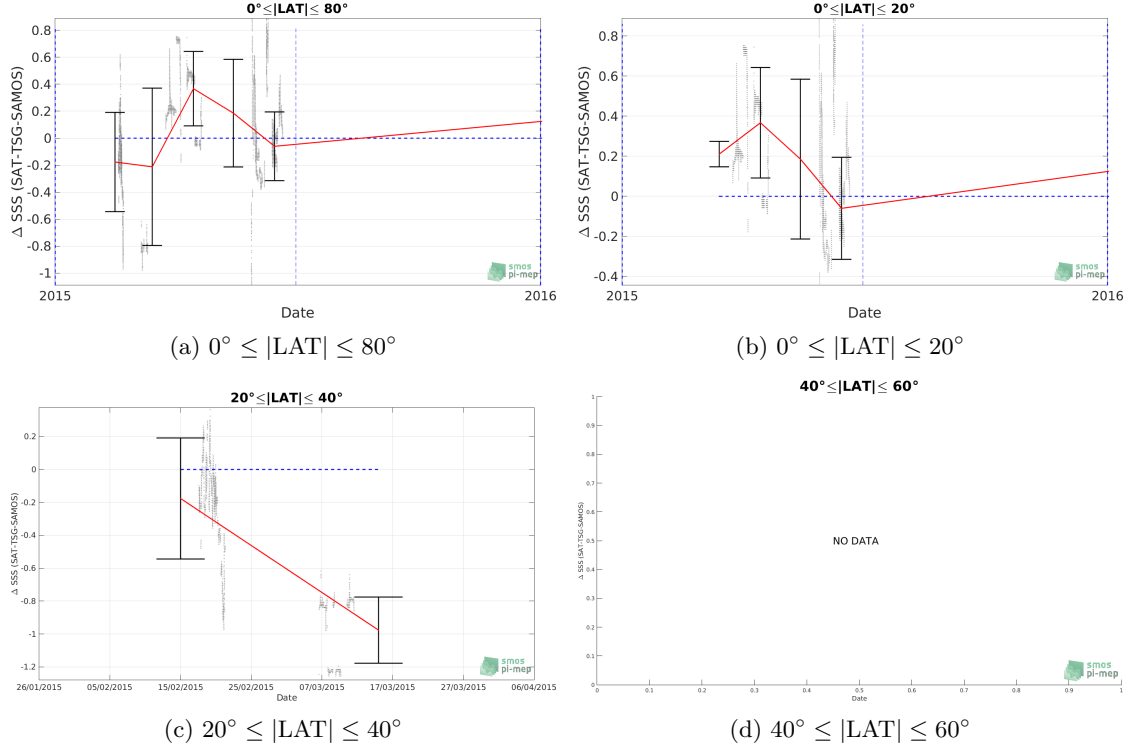 0°≤|LAT|≤ 80°
Δ SSS (SAT-TSG-SAMOS)
0.8
0.6
0.4
0.2
0
-0.2
-0.4
-0.6
-0.8
-1
2015
2016
Date
smos
pi-mep
(a) 0° ≤ |LAT| ≤ 80°
0°≤|LAT|≤ 20°
Δ SSS (SAT-TSG-SAMOS)
0.8
0.6
0.4
0.2
0
-0.2
-0.4
2015
2016
Date
smos
pi-mep
(b) 0° ≤ |LAT| ≤ 20°
20°≤|LAT|≤ 40°
Δ SSS (SAT-TSG-SAMOS)
0.2
0
-0.2
-0.4
-0.6
-0.8
-1
-1.2
26/01/2015 05/02/2015 15/02/2015 25/02/2015 07/03/2015 17/03/2015 27/03/2015 06/04/2015
Date
smos
pi-mep
(c) 20° ≤ |LAT| ≤ 40°
40°≤|LAT|≤ 60°
Δ SSS (SAT-TSG-SAMOS)
1
0.9
0.8
0.7
0.6
0.5
0.4
0.3
0.2
0.1
0
NO DATA
0 0.1 0.2 0.3 0.4 0.5 0.6 0.7 0.8 0.9 1
Date
smos
pi-mep
(d) 40° ≤ |LAT| ≤ 60°